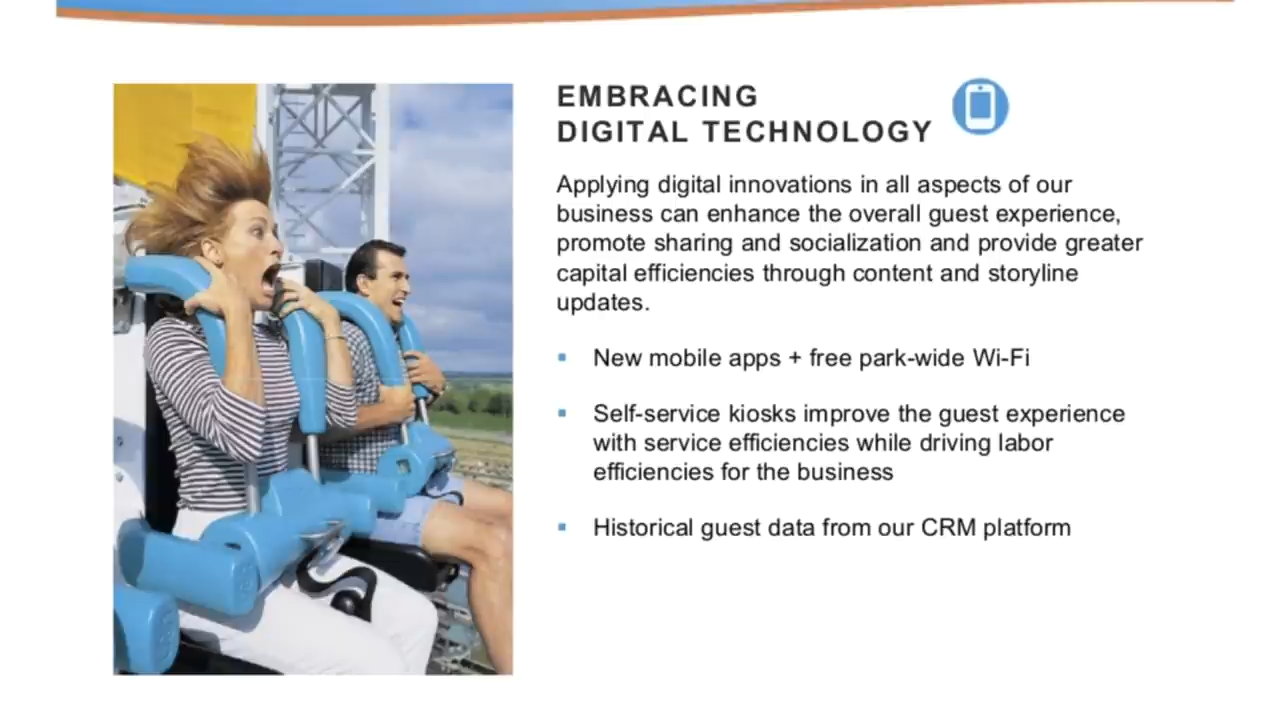 EMBRACING
DIGITAL TECHNOLOGY
Applying digital innovations in all aspects of our
business can enhance the overall guest experience,
promote sharing and socialization and provide greater
capital efficiencies through content and storyline
updates.
▪ New mobile apps + free park-wide Wi-Fi
▪ Self-service kiosks improve the guest experience
with service efficiencies while driving labor
efficiencies for the business
▪ Historical guest data from our CRM platform